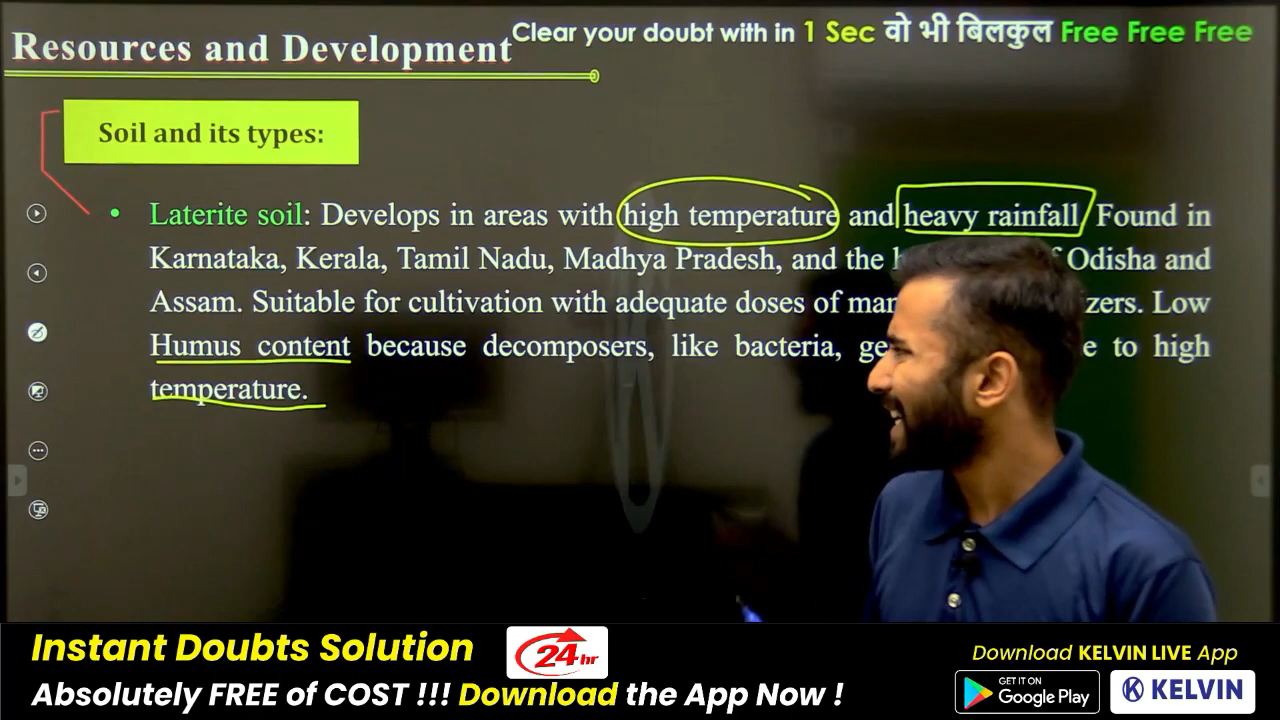 Resources and Development
Clear your doubt with in 1 Sec वो भी बिलकुल Free Free Free
Soil and its types:
• Laterite soil: Develops in areas with high temperature and heavy rainfall. Found in
Karnataka, Kerala, Tamil Nadu, Madhya Pradesh, and the Odisha and
Assam. Suitable for cultivation with adequate doses of Low
Humus content because decomposers, like bacteria, to high
temperature.
Instant Doubts Solution
24hr
Absolutely FREE of COST !!! Download the App Now !
Download KELVIN LIVE App
GET IT ON
Google Play
KELVIN